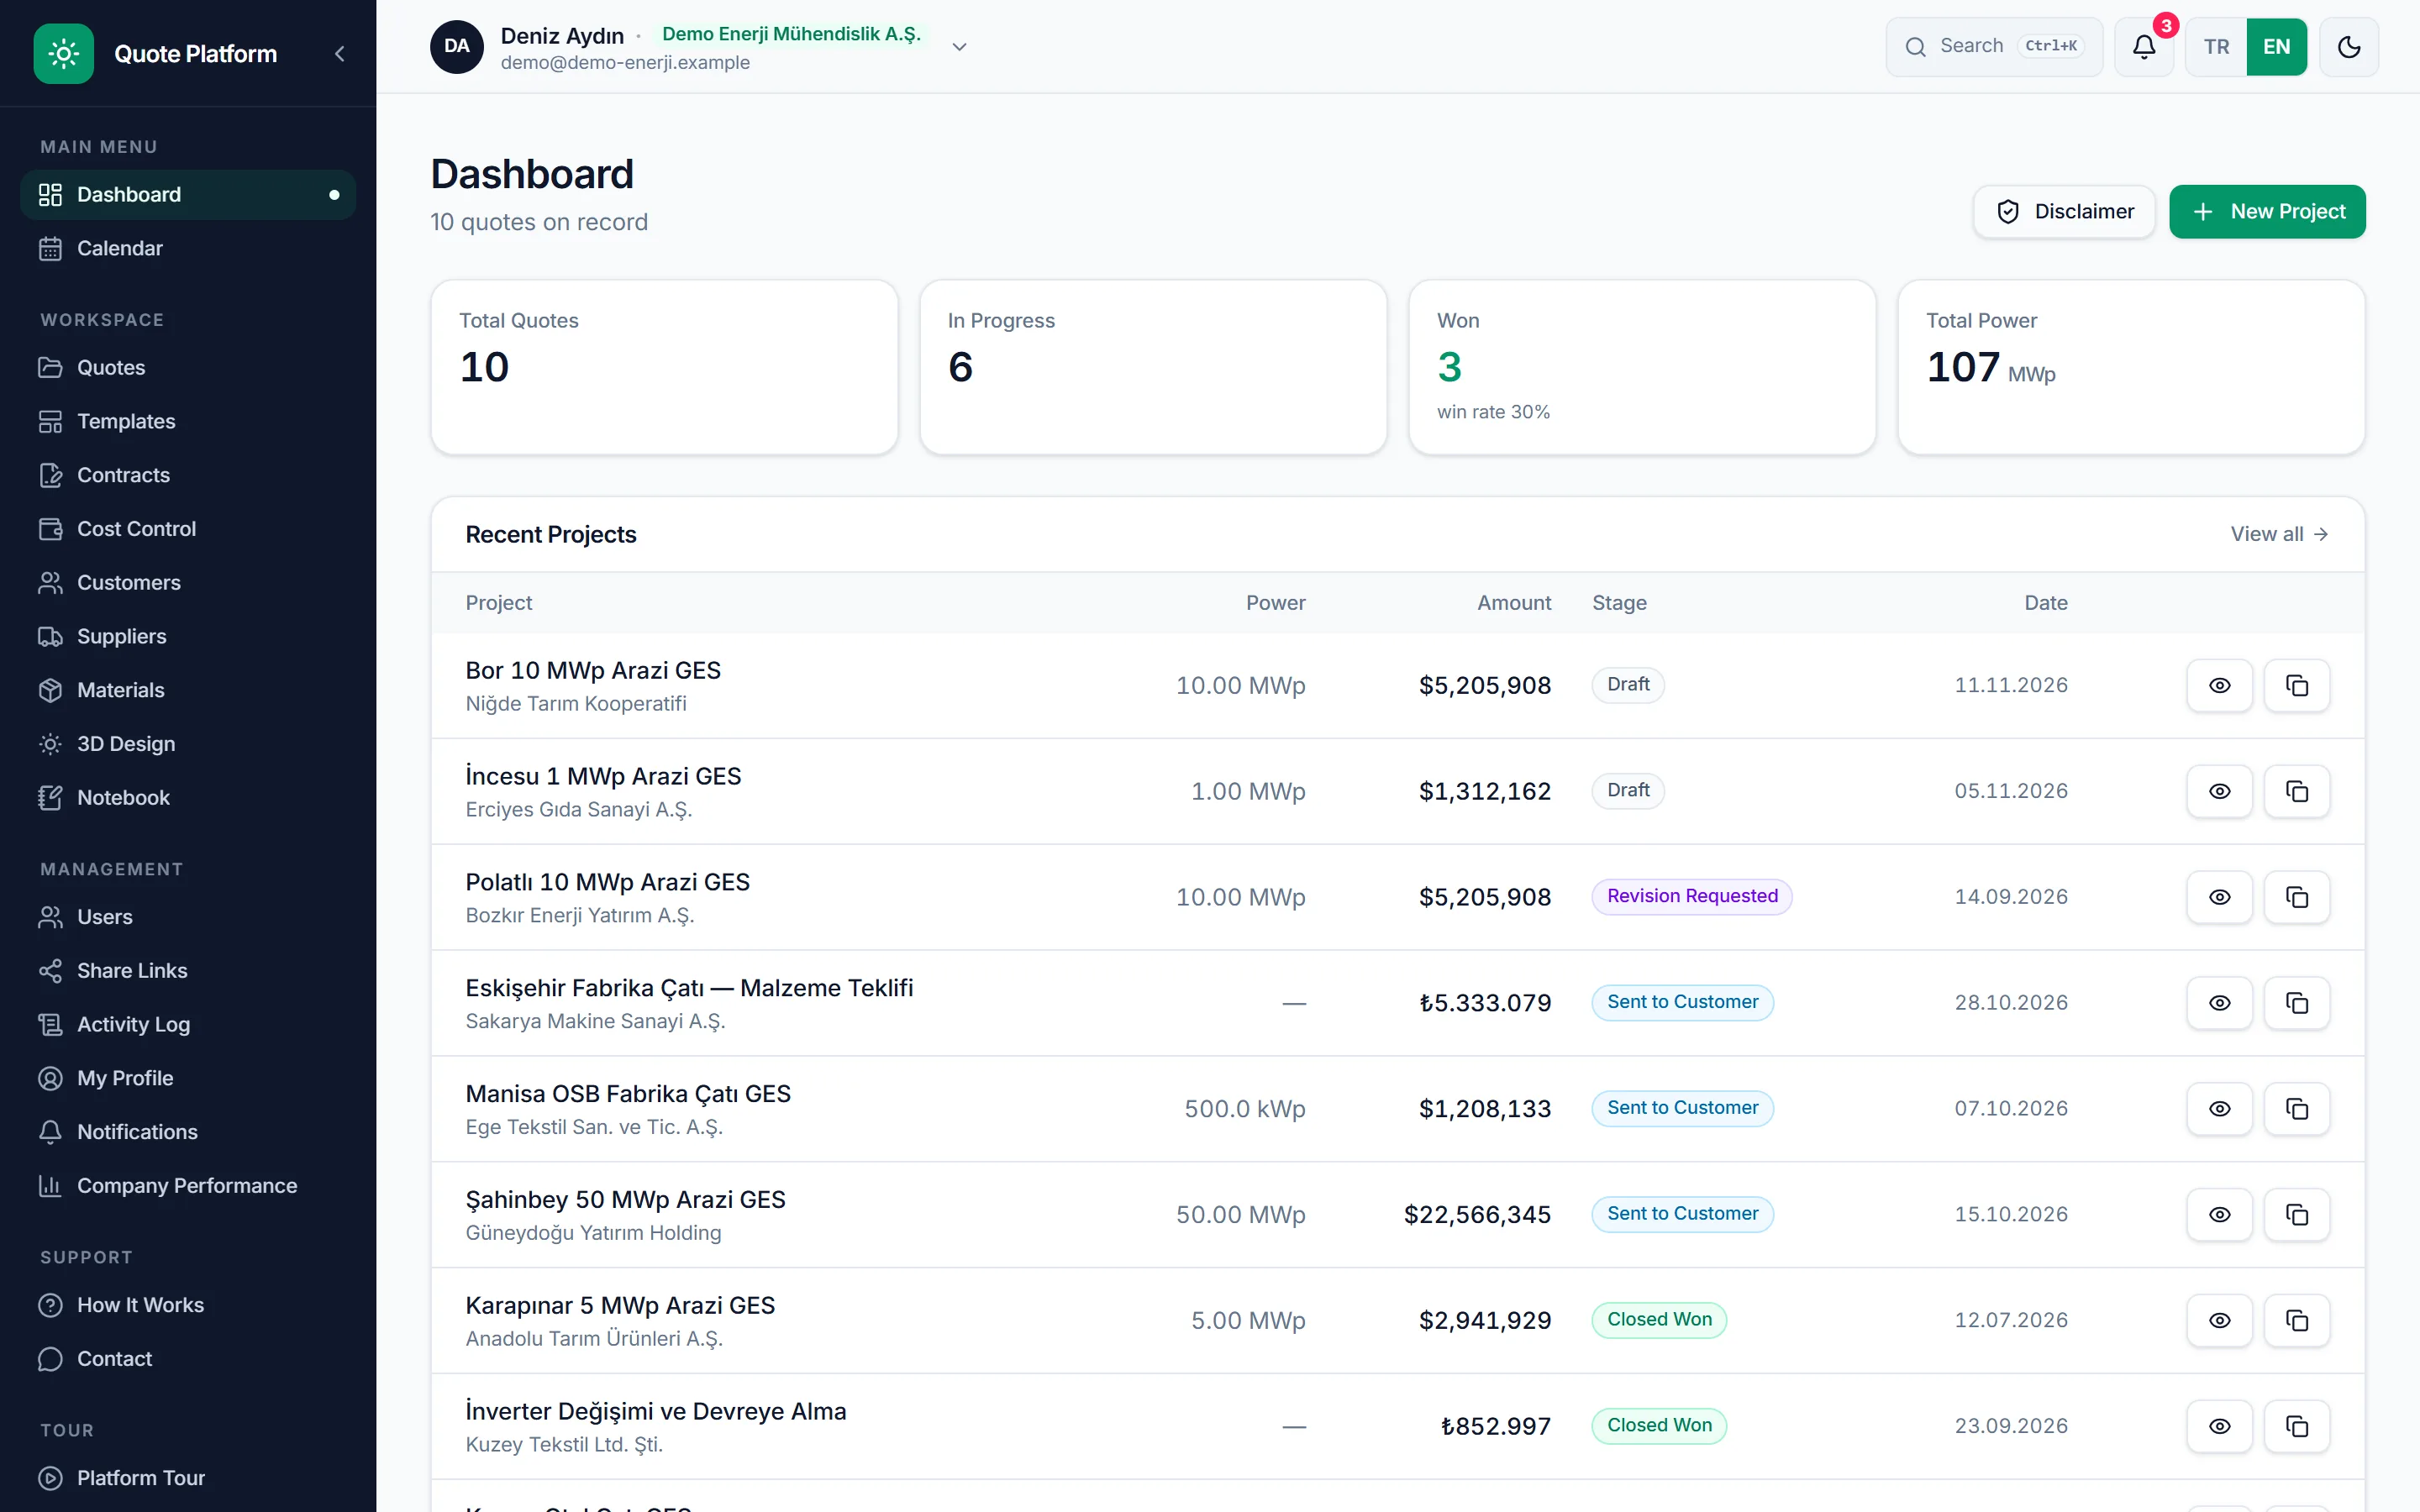 Quote Platform
MAIN MENU
Dashboard
Calendar
WORKSPACE
Quotes
Templates
Contracts
Cost Control
Customers
Suppliers
Materials
3D Design
Notebook
MANAGEMENT
Users
Share Links
Activity Log
My Profile
Notifications
Company Performance
SUPPORT
How It Works
Contact
TOUR
Platform Tour
DA
Deniz Aydın · Demo Enerji Mühendislik A.Ş.
demo@demo-enerji.example
Search Ctrl+K
3
TR EN
Dashboard
10 quotes on record
Disclaimer
New Project
Total Quotes
10
In Progress
6
Won
3
win rate 30%
Total Power
107 MWp
Recent Projects
View all →
Project Power Amount Stage Date
Bor 10 MWp Arazi GES
Niğde Tarım Kooperatifi
10.00 MWp $5,205,908 Draft 11.11.2026
İncesu 1 MWp Arazi GES
Erciyes Gıda Sanayi A.Ş.
1.00 MWp $1,312,162 Draft 05.11.2026
Polatlı 10 MWp Arazi GES
Bozkır Enerji Yatırım A.Ş.
10.00 MWp $5,205,908 Revision Requested 14.09.2026
Eskişehir Fabrika Çatı — Malzeme Teklifi
Sakarya Makine Sanayi A.Ş.
— ₺5.333.079 Sent to Customer 28.10.2026
Manisa OSB Fabrika Çatı GES
Ege Tekstil San. ve Tic. A.Ş.
500.0 kWp $1,208,133 Sent to Customer 07.10.2026
Şahinbey 50 MWp Arazi GES
Güneydoğu Yatırım Holding
50.00 MWp $22,566,345 Sent to Customer 15.10.2026
Karapınar 5 MWp Arazi GES
Anadolu Tarım Ürünleri A.Ş.
5.00 MWp $2,941,929 Closed Won 12.07.2026
İnverter Değişimi ve Devreye Alma
Kuzey Tekstil Ltd. Şti.
— ₺852.997 Closed Won 23.09.2026